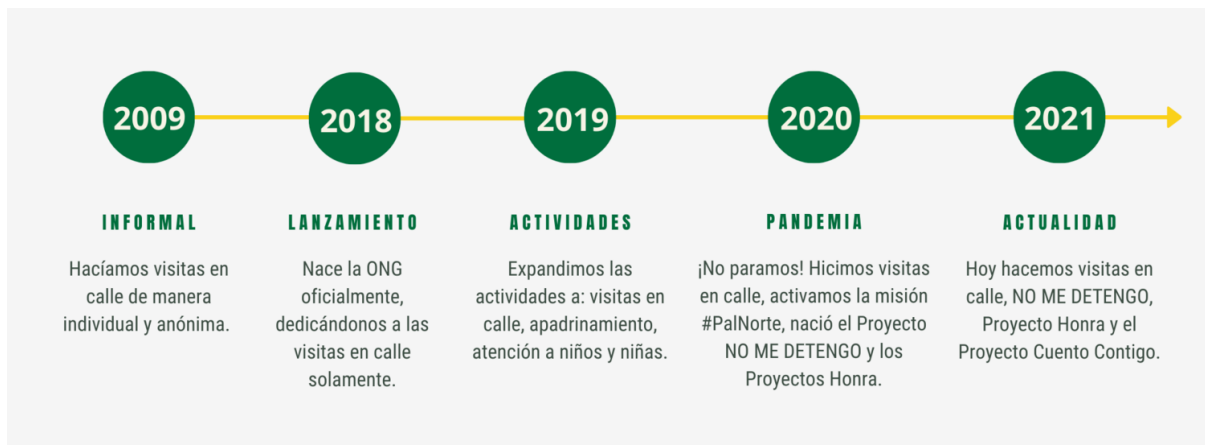 2009
2018
2019
2020
2021
INFORMAL
LANZAMIENTO
ACTIVIDADES
PANDEMIA
ACTUALIDAD
Hacíamos visitas en
calle de manera
individual y anónima.
Nace la ONG
oficialmente,
dedicándonos a las
visitas en calle
solamente.
Expandimos las
actividades a: visitas en
calle, apadrinamiento,
atención a niños y niñas.
¡No paramos! Hicimos visitas
en calle, activamos la misión
#PalNorte, nació el Proyecto
NO ME DETENGO y los
Proyectos Honra.
Hoy hacemos visitas en
calle, NO ME DETENGO,
Proyecto Honra y el
Proyecto Cuento Contigo.